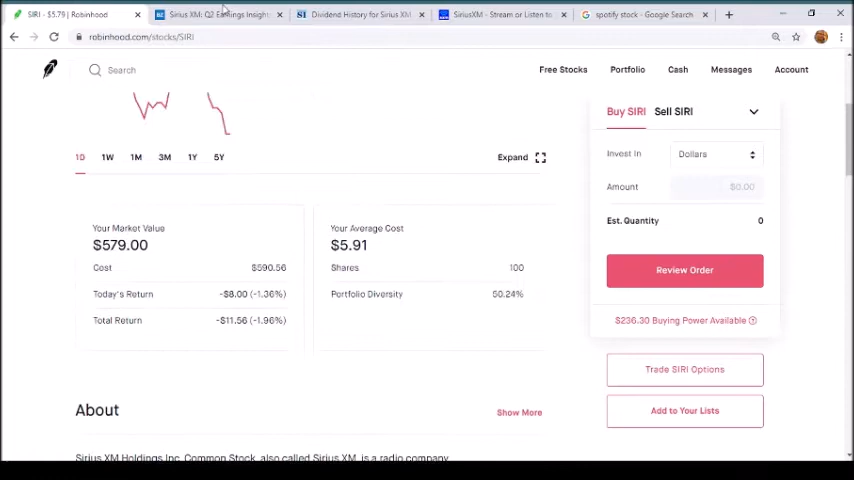 SIRI - $5.79 | Robinhood
Sirius XM: Q2 Earnings Insights
Dividend History for Sirius XM
SiriusXM - Stream or Listen to
spotify stock - Google Search
robinhood.com/stocks/SIRI
Search
Free Stocks
Portfolio
Cash
Messages
Account
Buy SIRI
Sell SIRI
Invest In
Dollars
Amount
$0.00
Est. Quantity
0
Review Order
$236.30 Buying Power Available
Trade SIRI Options
Add to Your Lists
1D
1W
1M
3M
1Y
5Y
Expand
Your Market Value
$579.00
Cost
$590.56
Today's Return
-$8.00 (-1.36%)
Total Return
-$11.56 (-1.96%)
Your Average Cost
$5.91
Shares
100
Portfolio Diversity
50.24%
About
Show More
Sirius XM Holdings Inc. Common Stock, also called Sirius XM, is a radio company